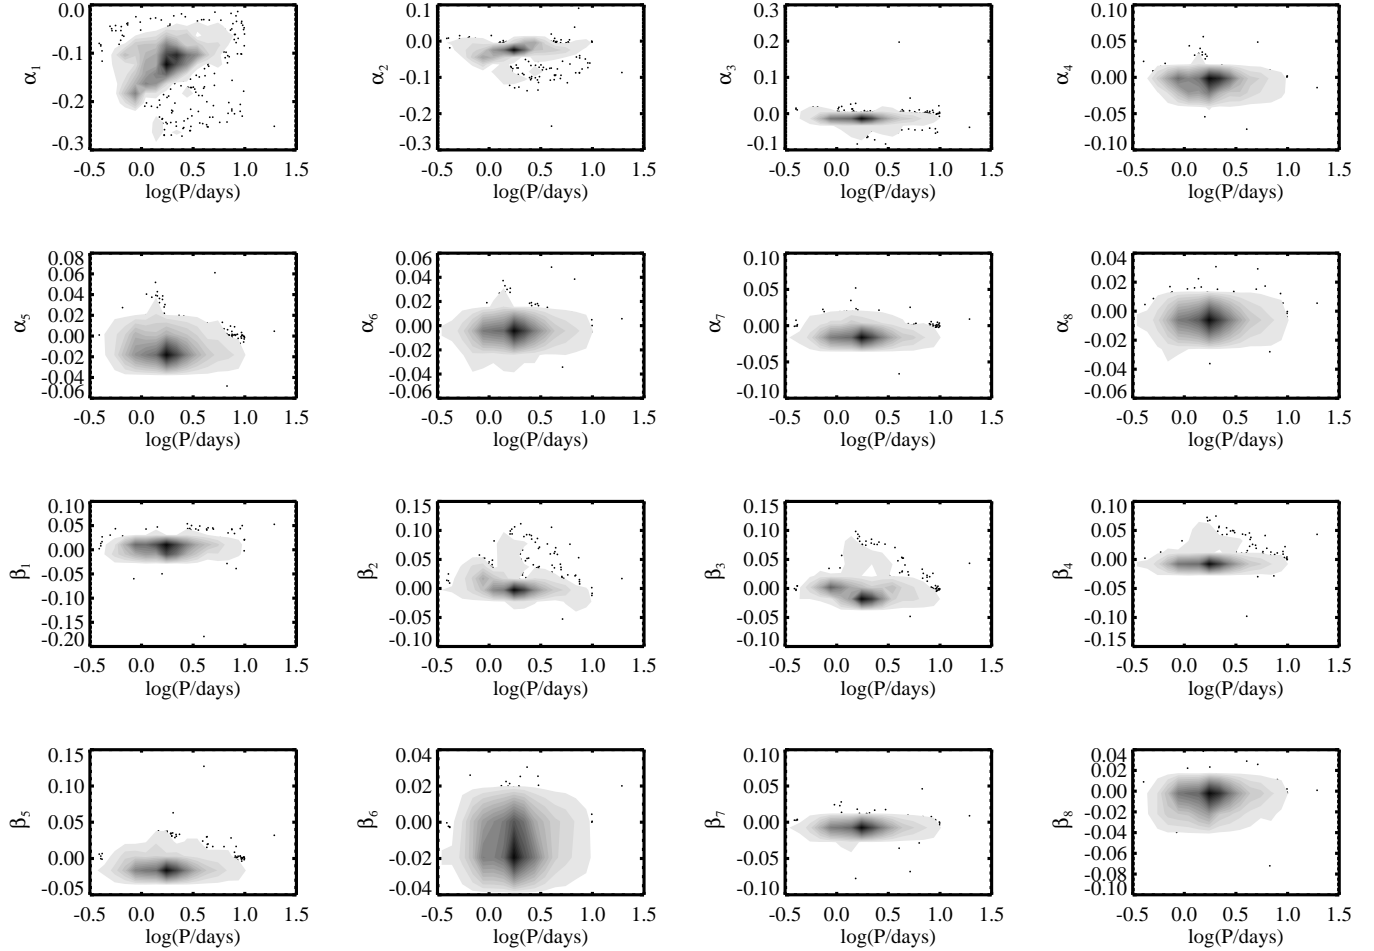 0.0 0.1 0.3 0.10
-0.1 0.0 0.2 0.05
-0.2 -0.1 0.1 0.00
-0.3 -0.2 0.0 -0.05
-0.3 -0.1 -0.10
α1 α2 α3 α4
-0.5 0.0 0.5 1.0 1.5 -0.5 0.0 0.5 1.0 1.5 -0.5 0.0 0.5 1.0 1.5 -0.5 0.0 0.5 1.0 1.5
log(P/days) log(P/days) log(P/days) log(P/days)
0.08 0.06 0.10 0.04
0.06 0.04 0.05 0.02
0.04 0.02 0.00 0.00
0.02 0.00 -0.05 -0.02
0.00 -0.02 -0.10 -0.04
-0.02 -0.04 -0.06
-0.04 -0.06
-0.06
α5 α6 α7 α8
-0.5 0.0 0.5 1.0 1.5 -0.5 0.0 0.5 1.0 1.5 -0.5 0.0 0.5 1.0 1.5 -0.5 0.0 0.5 1.0 1.5
log(P/days) log(P/days) log(P/days) log(P/days)
0.10 0.15 0.15 0.10
0.05 0.10 0.10 0.05
0.00 0.05 0.05 0.00
-0.05 0.00 0.00 -0.05
-0.10 -0.05 -0.05 -0.10
-0.15 -0.10 -0.10 -0.15
-0.20
β1 β2 β3 β4
-0.5 0.0 0.5 1.0 1.5 -0.5 0.0 0.5 1.0 1.5 -0.5 0.0 0.5 1.0 1.5 -0.5 0.0 0.5 1.0 1.5
log(P/days) log(P/days) log(P/days) log(P/days)
0.15 0.04 0.10 0.04
0.10 0.02 0.05 0.02
0.05 0.00 0.00 0.00
0.00 -0.02 -0.05 -0.02
-0.05 -0.04 -0.10 -0.04
-0.06
-0.08
-0.10
β5 β6 β7 β8
-0.5 0.0 0.5 1.0 1.5 -0.5 0.0 0.5 1.0 1.5 -0.5 0.0 0.5 1.0 1.5 -0.5 0.0 0.5 1.0 1.5
log(P/days) log(P/days) log(P/days) log(P/days)